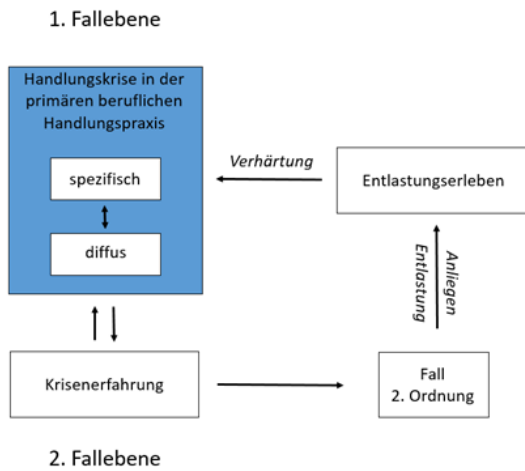 1. Fallebene
Handlungskrise in der
primären beruflichen
Handlungspraxis
spezifisch
diffus
Verhärtung
Entlastungserleben
Anliegen
Entlastung
Krisenerfahrung
Fall
2. Ordnung
2. Fallebene